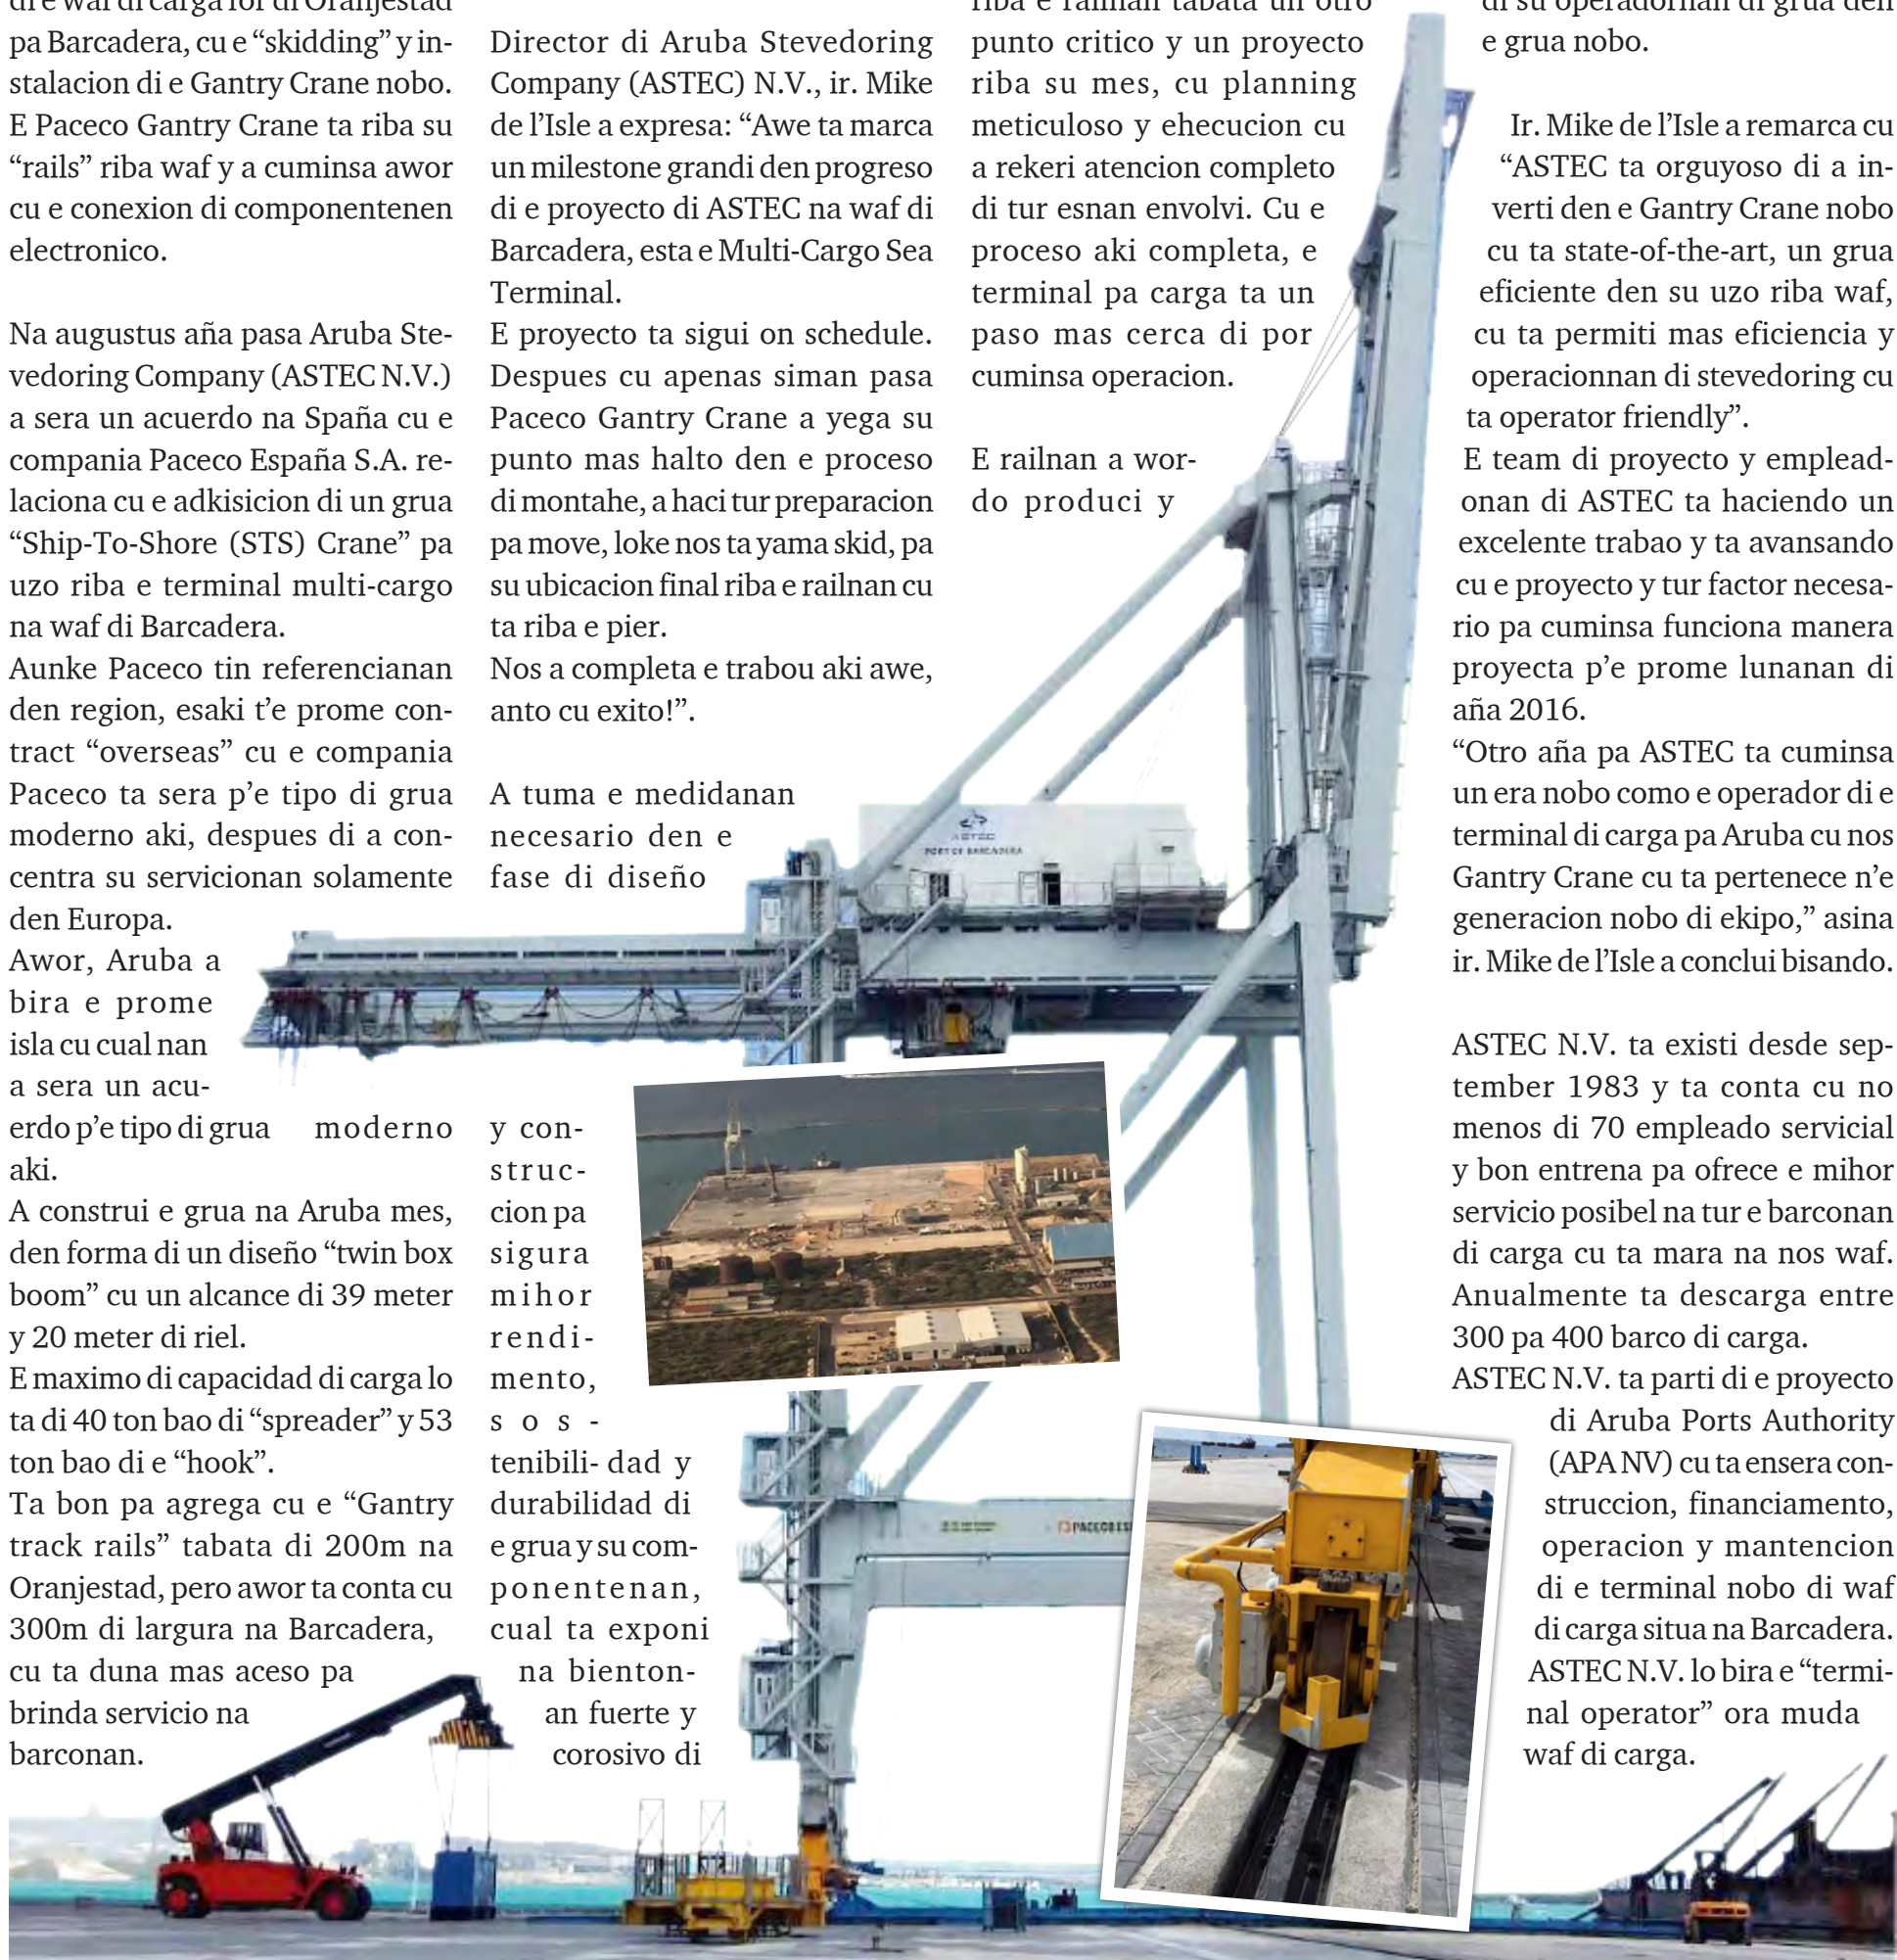 di e waf di carga for di Oranjestad
pa Barcadera, cu e “skidding” y in-
stalacion di e Gantry Crane nobo.
E Paceco Gantry Crane ta riba su
“rails” riba waf y a cuminsa awor
cu e conexion di componentenen
electronico.
Na augustus aña pasa Aruba Ste-
vedoring Company (ASTEC N.V.)
a sera un acuerdo na Spaña cu e
compania Paceco España S.A. re-
laciona cu e adkisicion di un grua
“Ship-To-Shore (STS) Crane” pa
uzo riba e terminal multi-cargo
na waf di Barcadera.
Aunke Paceco tin referencianan
den region, esaki t’e prome con-
tract “overseas” cu e compania
Paceco ta sera p’e tipo di grua
moderno aki, despues di a con-
centra su servicionan solamente
den Europa.
Awor, Aruba a
bira e prome
isla cu cual nan
a sera un acu-
erdo p’e tipo di grua moderno
aki.
A construi e grua na Aruba mes,
den forma di un diseño “twin box
boom” cu un alcance di 39 meter
y 20 meter di riel.
E maximo di capacidad di carga lo
ta di 40 ton bao di “spreader” y 53
ton bao di e “hook”.
Ta bon pa agrega cu e “Gantry
track rails” tabata di 200m na
Oranjestad, pero awor ta conta cu
300m di largura na Barcadera,
cu ta duna mas aceso pa
brinda servicio na
barconan.
Director di Aruba Stevedoring
Company (ASTEC) N.V., ir. Mike
de l’Isle a expresa: “Awe ta marca
un milestone grandi den progreso
di e proyecto di ASTEC na waf di
Barcadera, esta e Multi-Cargo Sea
Terminal.
E proyecto ta sigui on schedule.
Despues cu apenas siman pasa
Paceco Gantry Crane a yega su
punto mas halto den e proceso
di montahe, a haci tur preparacion
pa move, loke nos ta yama skid, pa
su ubicacion final riba e railnan cu
ta riba e pier.
Nos a completa e trabou aki awe,
anto cu exito!”.
A tuma e medidanan
necesario den e
fase di diseño
y con-
struc-
cion pa
sigura
mihor
rendi-
mento,
sos-
tenibili- dad y
durabilidad di
e grua y su com-
ponentenan,
cual ta exponi
na bienton-
an fuerte y
corosivo di
riba e railnan tabata un otro
punto critico y un proyecto
riba su mes, cu planning
meticuloso y ehecucion cu
a rekeri atencion completo
di tur esnan envolvi. Cu e
proceso aki completa, e
terminal pa carga ta un
paso mas cerca di por
cuminsa operacion.
E railnan a wor-
do produci y
di su operadornan di grua den
e grua nobo.
Ir. Mike de l’Isle a remarca cu
“ASTEC ta orguyoso di a in-
verti den e Gantry Crane nobo
cu ta state-of-the-art, un grua
eficiente den su uzo riba waf,
cu ta permiti mas eficiencia y
operacionnan di stevedoring cu
ta operator friendly”.
E team di proyecto y emplead-
onan di ASTEC ta haciendo un
excelente trabao y ta avansando
cu e proyecto y tur factor necesa-
rio pa cuminsa funciona manera
proyecta p’e prome lunanan di
aña 2016.
“Otro aña pa ASTEC ta cuminsa
un era nobo como e operador di e
terminal di carga pa Aruba cu nos
Gantry Crane cu ta pertenece n’e
generacion nobo di ekipo,” asina
ir. Mike de l’Isle a conclui bisando.
ASTEC N.V. ta existi desde sep-
tember 1983 y ta conta cu no
menos di 70 empleado servicial
y bon entrena pa ofrece e mihor
servicio posibel na tur e barconan
di carga cu ta mara na nos waf.
Anualmente ta descarga entre
300 pa 400 barco di carga.
ASTEC N.V. ta parti di e proyecto
di Aruba Ports Authority
(APA NV) cu ta ensera con-
struccion, financiamento,
operacion y mantencion
di e terminal nobo di waf
di carga situa na Barcadera.
ASTEC N.V. lo bira e “termi-
nal operator” ora muda
waf di carga.
ASTEC
PORT OF BARCADERA
PACECO